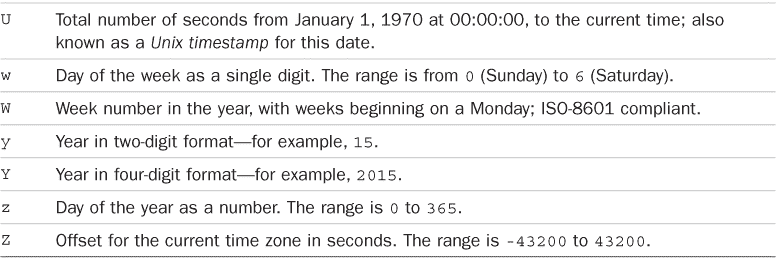 U Total number of seconds from January 1, 1970 at 00:00:00, to the current time; also
known as a Unix timestamp for this date.
w Day of the week as a single digit. The range is from 0 (Sunday) to 6 (Saturday).
W Week number in the year, with weeks beginning on a Monday; ISO-8601 compliant.
y Year in two-digit format—for example, 15.
Y Year in four-digit format—for example, 2015.
z Day of the year as a number. The range is 0 to 365.
Z Offset for the current time zone in seconds. The range is -43200 to 43200.